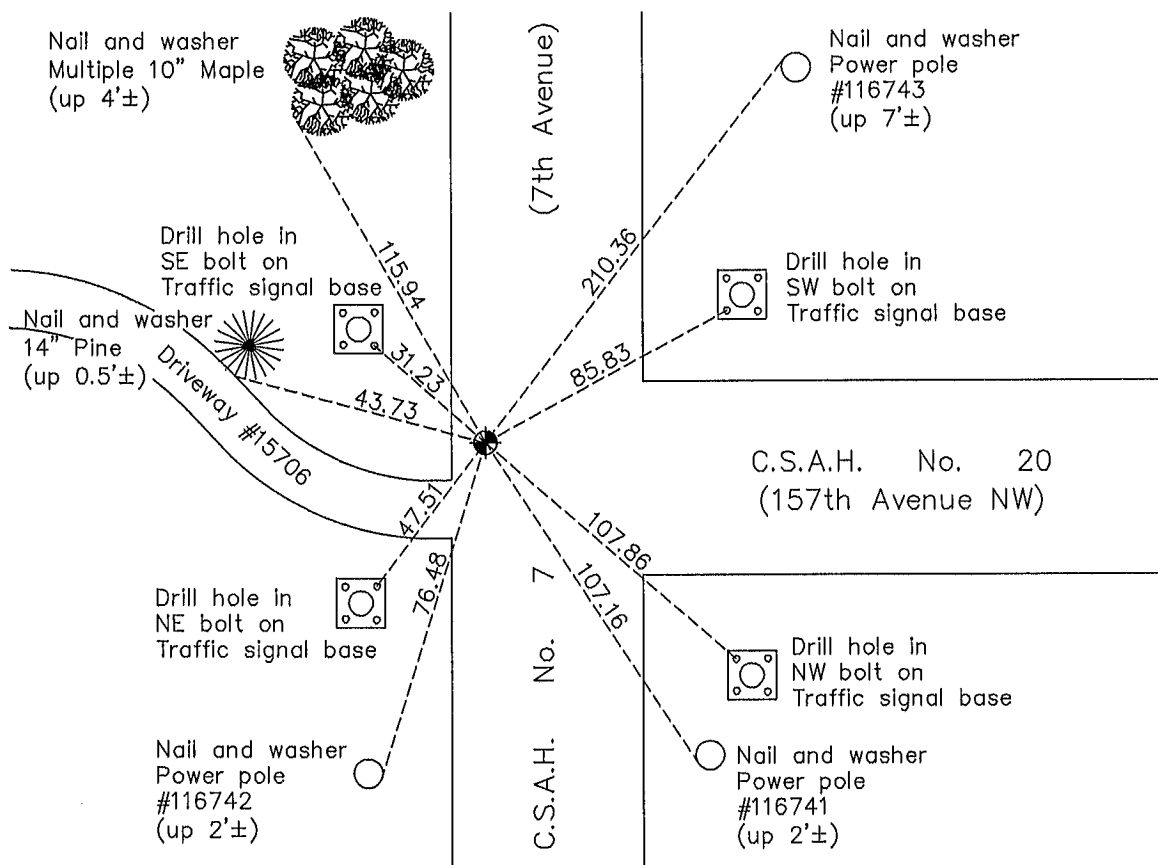 Nail and washer
Multiple 10" Maple
(up 4'±)
(7th Avenue)
Nail and washer
Power pole
#116743
(up 7'±)
Drill hole in
SE bolt on
Traffic signal base
115.94
210.36
Drill hole in
SW bolt on
Traffic signal base
Nail and washer
14" Pine
(up 0.5'±)
Driveway #15706
31.23
43.73
85.83
C.S.A.H. No. 20
(157th Avenue NW)
47.51
76.48
107.86
107.16
Drill hole in
NE bolt on
Traffic signal base
C.S.A.H. No. 7
Drill hole in
NW bolt on
Traffic signal base
Nail and washer
Power pole
#116742
(up 2'±)
Nail and washer
Power pole
#116741
(up 2'±)